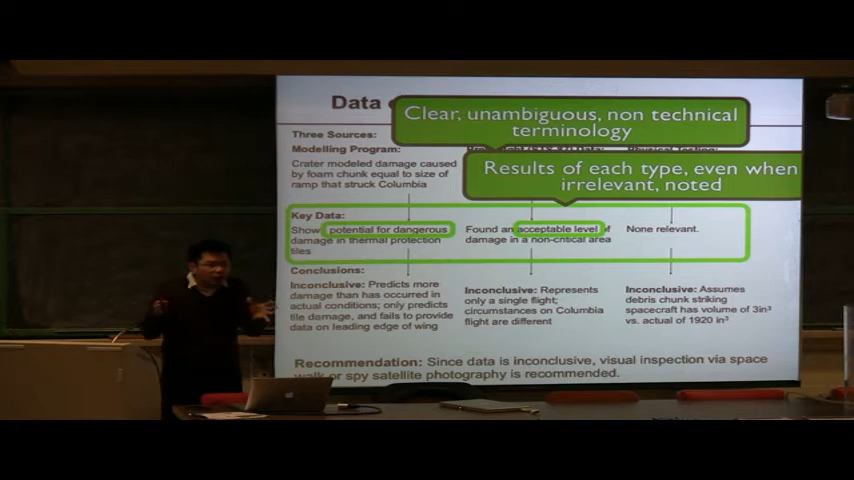 Data
Clear, unambiguous, non technical
terminology
Three Sources:
Modelling Program:
Crater modeled damage caused
by foam chunk equal to size of
ramp that struck Columbia
Results of each type, even when
irrelevant, noted
Key Data:
Show potential for dangerous
damage in thermal protection
tiles
Found an acceptable level of
damage in a non-critical area
None relevant.
Conclusions:
Inconclusive: Predicts more
damage than has occurred in
actual conditions; only predicts
tile damage, and fails to provide
data on leading edge of wing
Inconclusive: Represents
only a single flight;
circumstances on Columbia
flight are different
Inconclusive: Assumes
debris chunk striking
spacecraft has volume of 3in³
vs. actual of 1920 in³
Recommendation: Since data is inconclusive, visual inspection via space
walk or spy satellite photography is recommended.